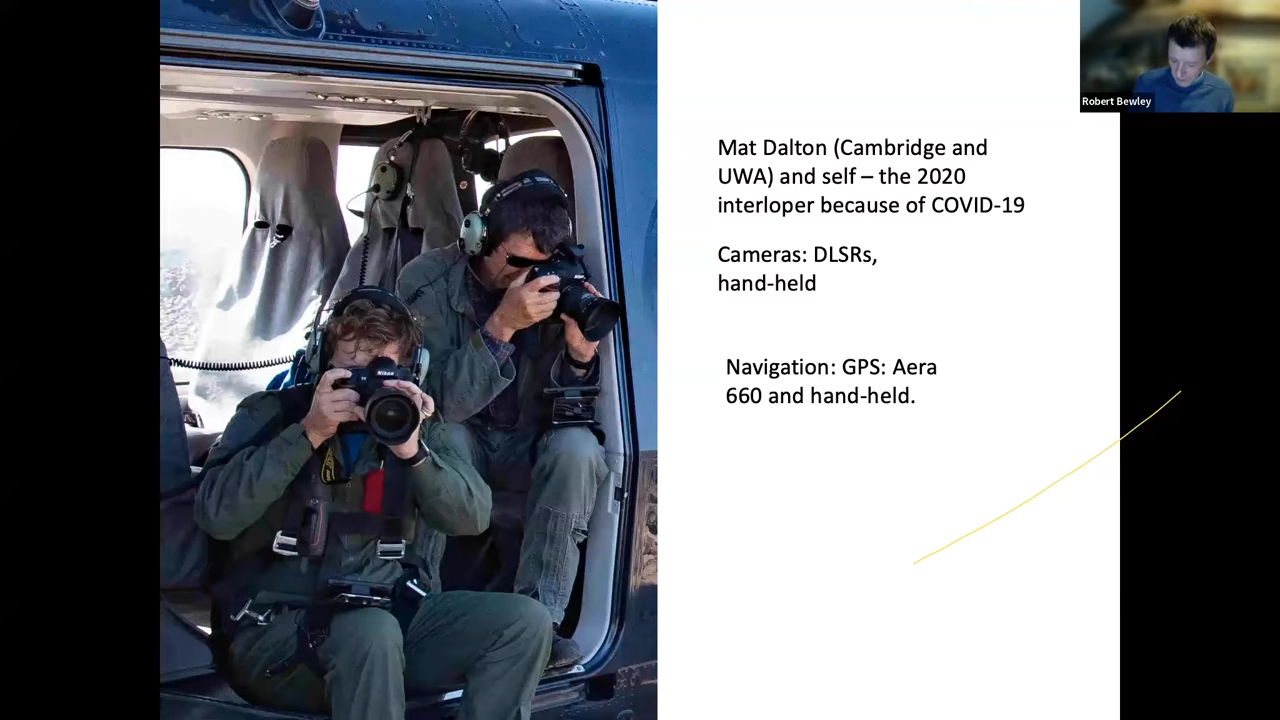 Robert Bewley
Mat Dalton (Cambridge and
UWA) and self – the 2020
interloper because of COVID-19
Cameras: DLSRs,
hand-held
Navigation: GPS: Aera
660 and hand-held.
Nikon